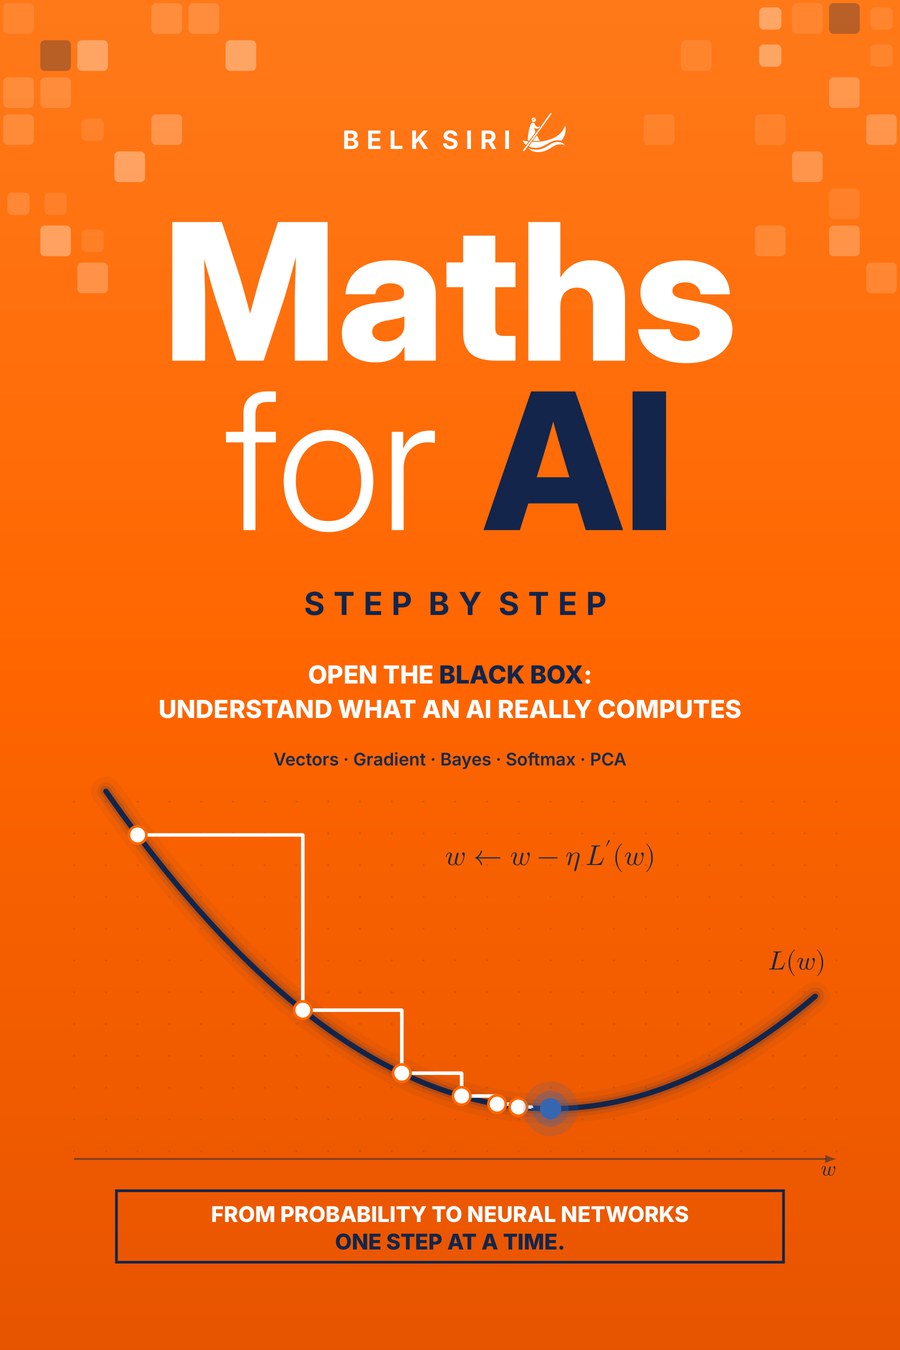 BELK SIRI
Maths
for AI
STEP BY STEP
OPEN THE BLACK BOX:
UNDERSTAND WHAT AN AI REALLY COMPUTES
Vectors · Gradient · Bayes · Softmax · PCA
w ← w − η L′(w)
L(w)
w
FROM PROBABILITY TO NEURAL NETWORKS
ONE STEP AT A TIME.